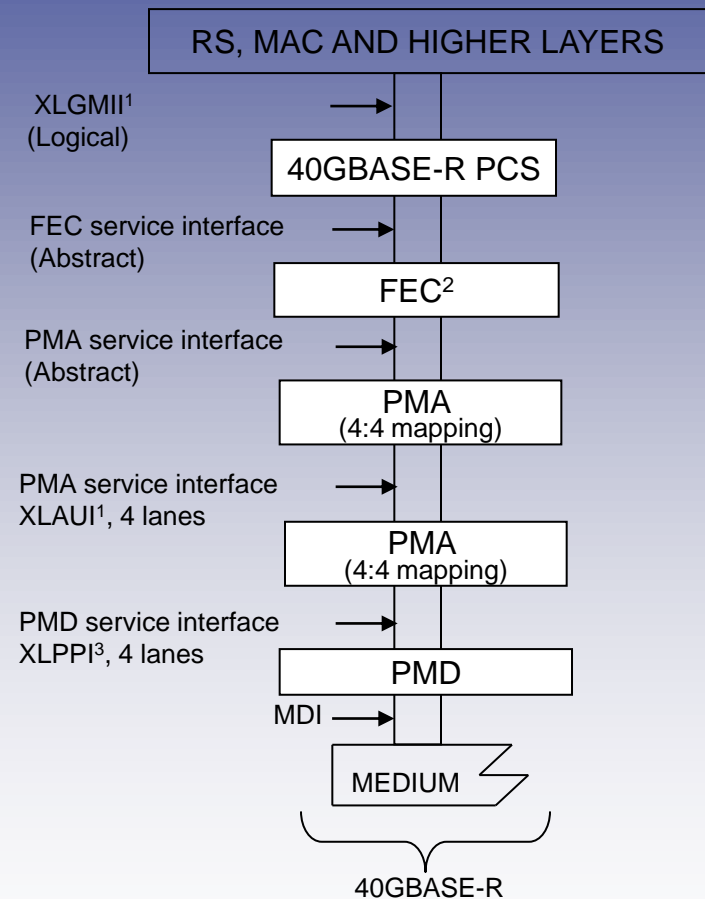 RS, MAC AND HIGHER LAYERS
XLGMII¹
(Logical)
40GBASE-R PCS
FEC service interface
(Abstract)
FEC²
PMA service interface
(Abstract)
PMA
(4:4 mapping)
PMA service interface
XLAUI¹, 4 lanes
PMA
(4:4 mapping)
PMD service interface
XLPPI³, 4 lanes
PMD
MDI
MEDIUM
40GBASE-R